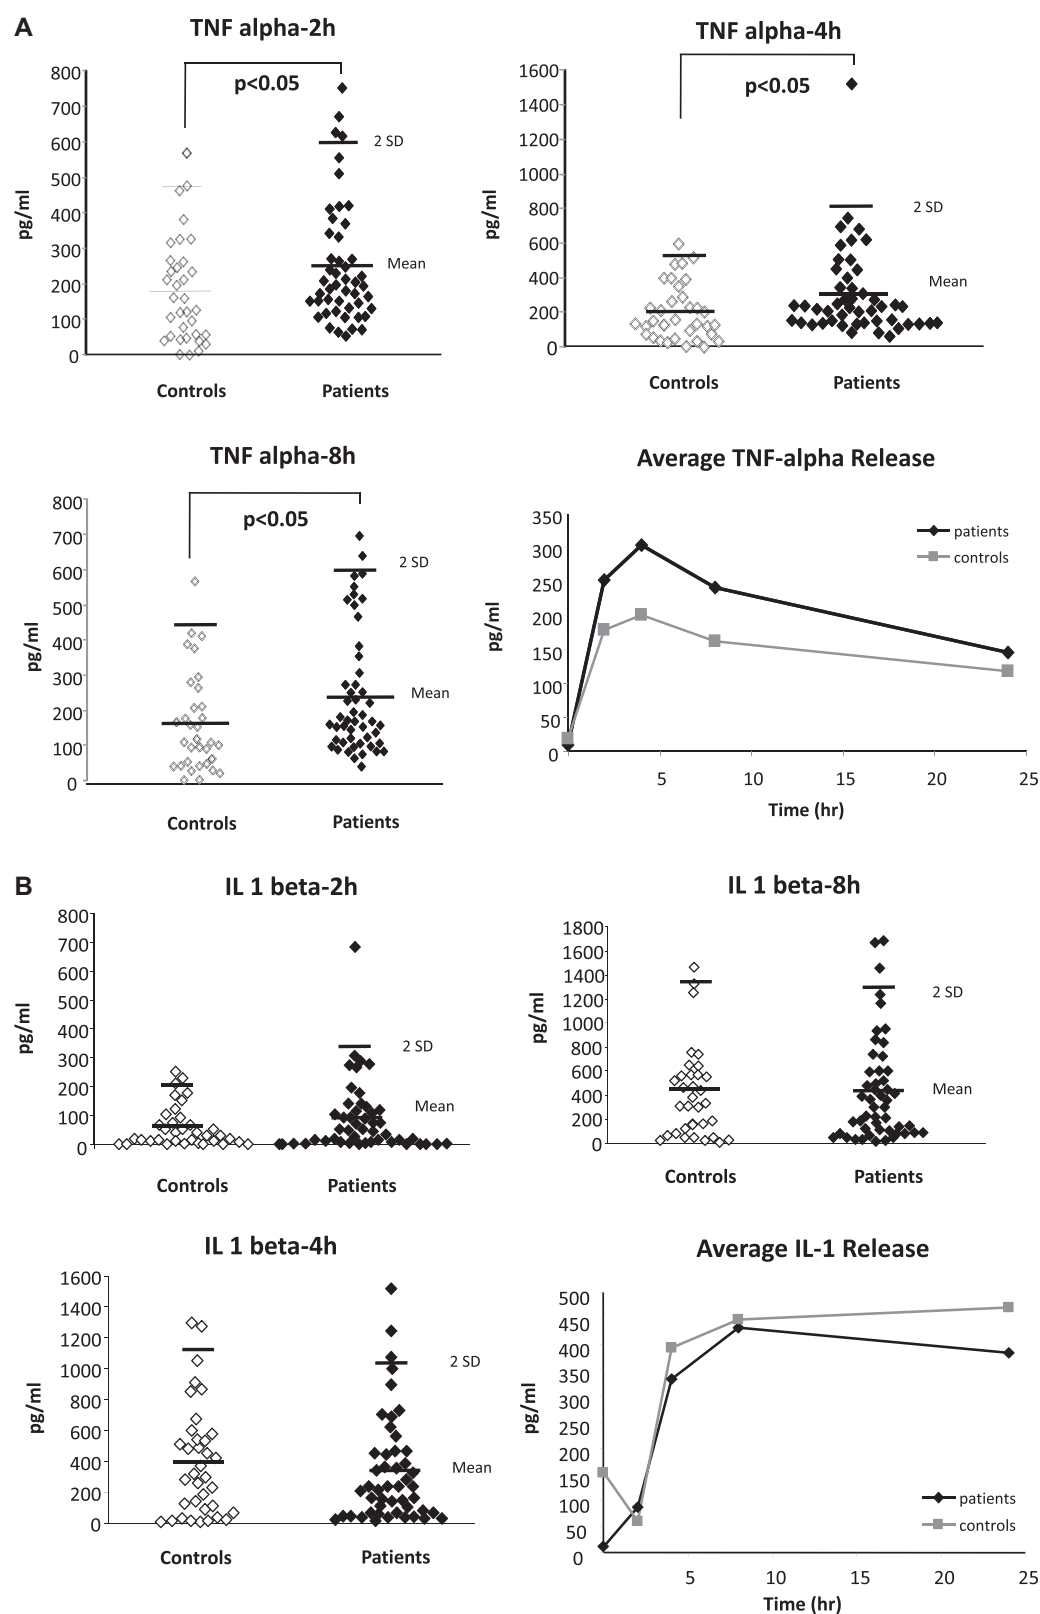 A
TNF alpha-2h
p<0.05
800
700
600
500
400
300
200
100
0
pg/ml
2 SD
Mean
Controls
Patients
TNF alpha-4h
p<0.05
1600
1400
1200
1000
800
600
400
200
0
pg/ml
2 SD
Mean
Controls
Patients
TNF alpha-8h
p<0.05
800
700
600
500
400
300
200
100
0
pg/ml
2 SD
Mean
Controls
Patients
Average TNF-alpha Release
350
300
250
200
150
100
50
0
pg/ml
patients
controls
5
10
15
20
25
Time (hr)
B
IL 1 beta-2h
800
700
600
500
400
300
200
100
0
pg/ml
2 SD
Mean
Controls
Patients
IL 1 beta-8h
1800
1600
1400
1200
1000
800
600
400
200
0
pg/ml
2 SD
Mean
Controls
Patients
IL 1 beta-4h
1600
1400
1200
1000
800
600
400
200
0
pg/ml
2 SD
Mean
Controls
Patients
Average IL-1 Release
500
450
400
350
300
250
200
150
100
50
0
pg/ml
patients
controls
5
10
15
20
25
Time (hr)